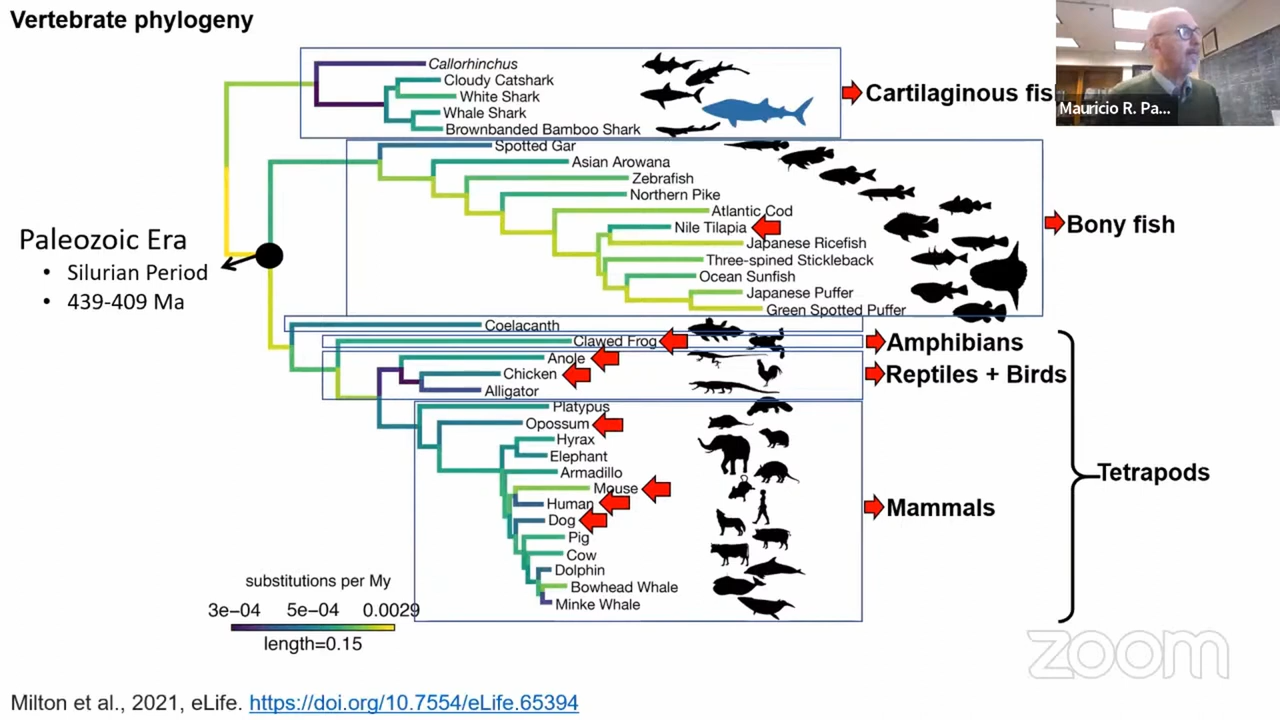 Vertebrate phylogeny
Callorhinchus
Cloudy Catshark
White Shark
Whale Shark
Brownbanded Bamboo Shark
Cartilaginous fis
Mauricio R. Pa...
Spotted Gar
Asian Arowana
Zebrafish
Northern Pike
Atlantic Cod
Nile Tilapia
Japanese Ricefish
Three-spined Stickleback
Ocean Sunfish
Japanese Puffer
Green Spotted Puffer
Bony fish
Paleozoic Era
• Silurian Period
• 439-409 Ma
Coelacanth
Clawed Frog
Amphibians
Anole
Chicken
Alligator
Reptiles + Birds
Platypus
Opossum
Hyrax
Elephant
Armadillo
Mouse
Human
Dog
Pig
Cow
Dolphin
Bowhead Whale
Minke Whale
Mammals
Tetrapods
substitutions per My
3e−04 5e−04 0.0029
length=0.15
zoom
Milton et al., 2021, eLife. https://doi.org/10.7554/eLife.65394